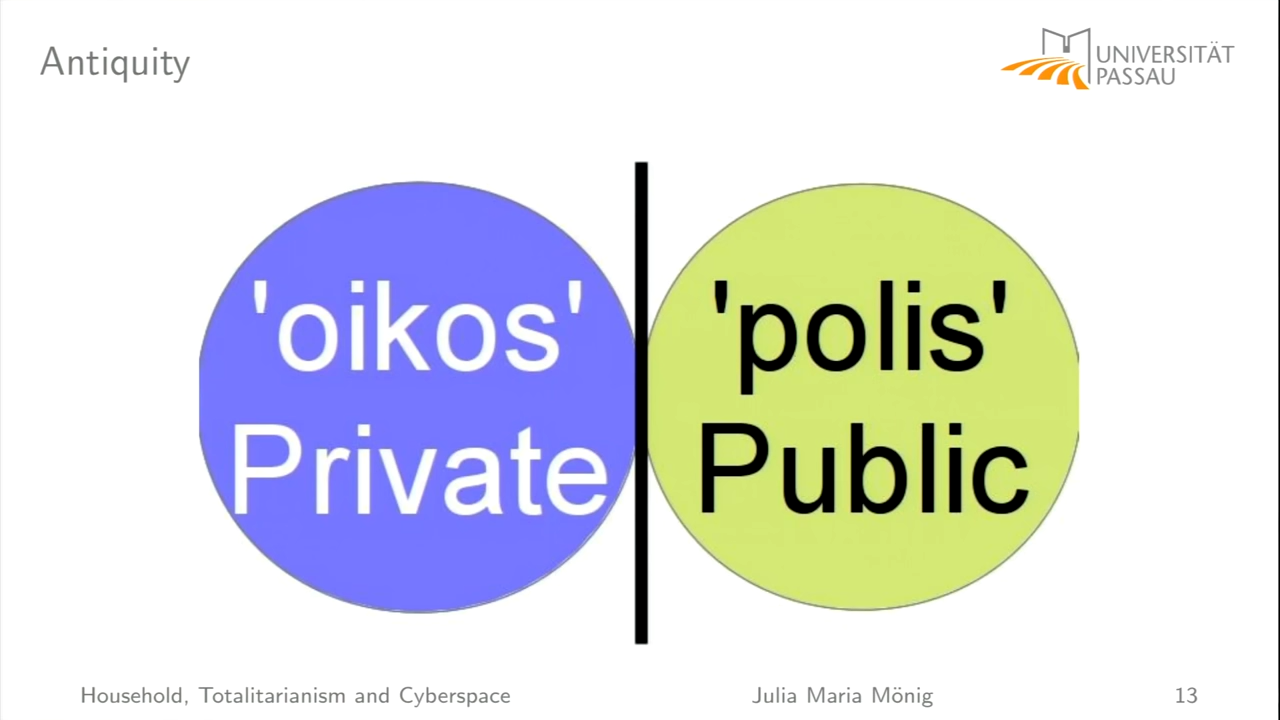 Antiquity
UNIVERSITÄT
PASSAU
'oikos'
Private
'polis'
Public
Household, Totalitarianism and Cyberspace
Julia Maria Mönig
13